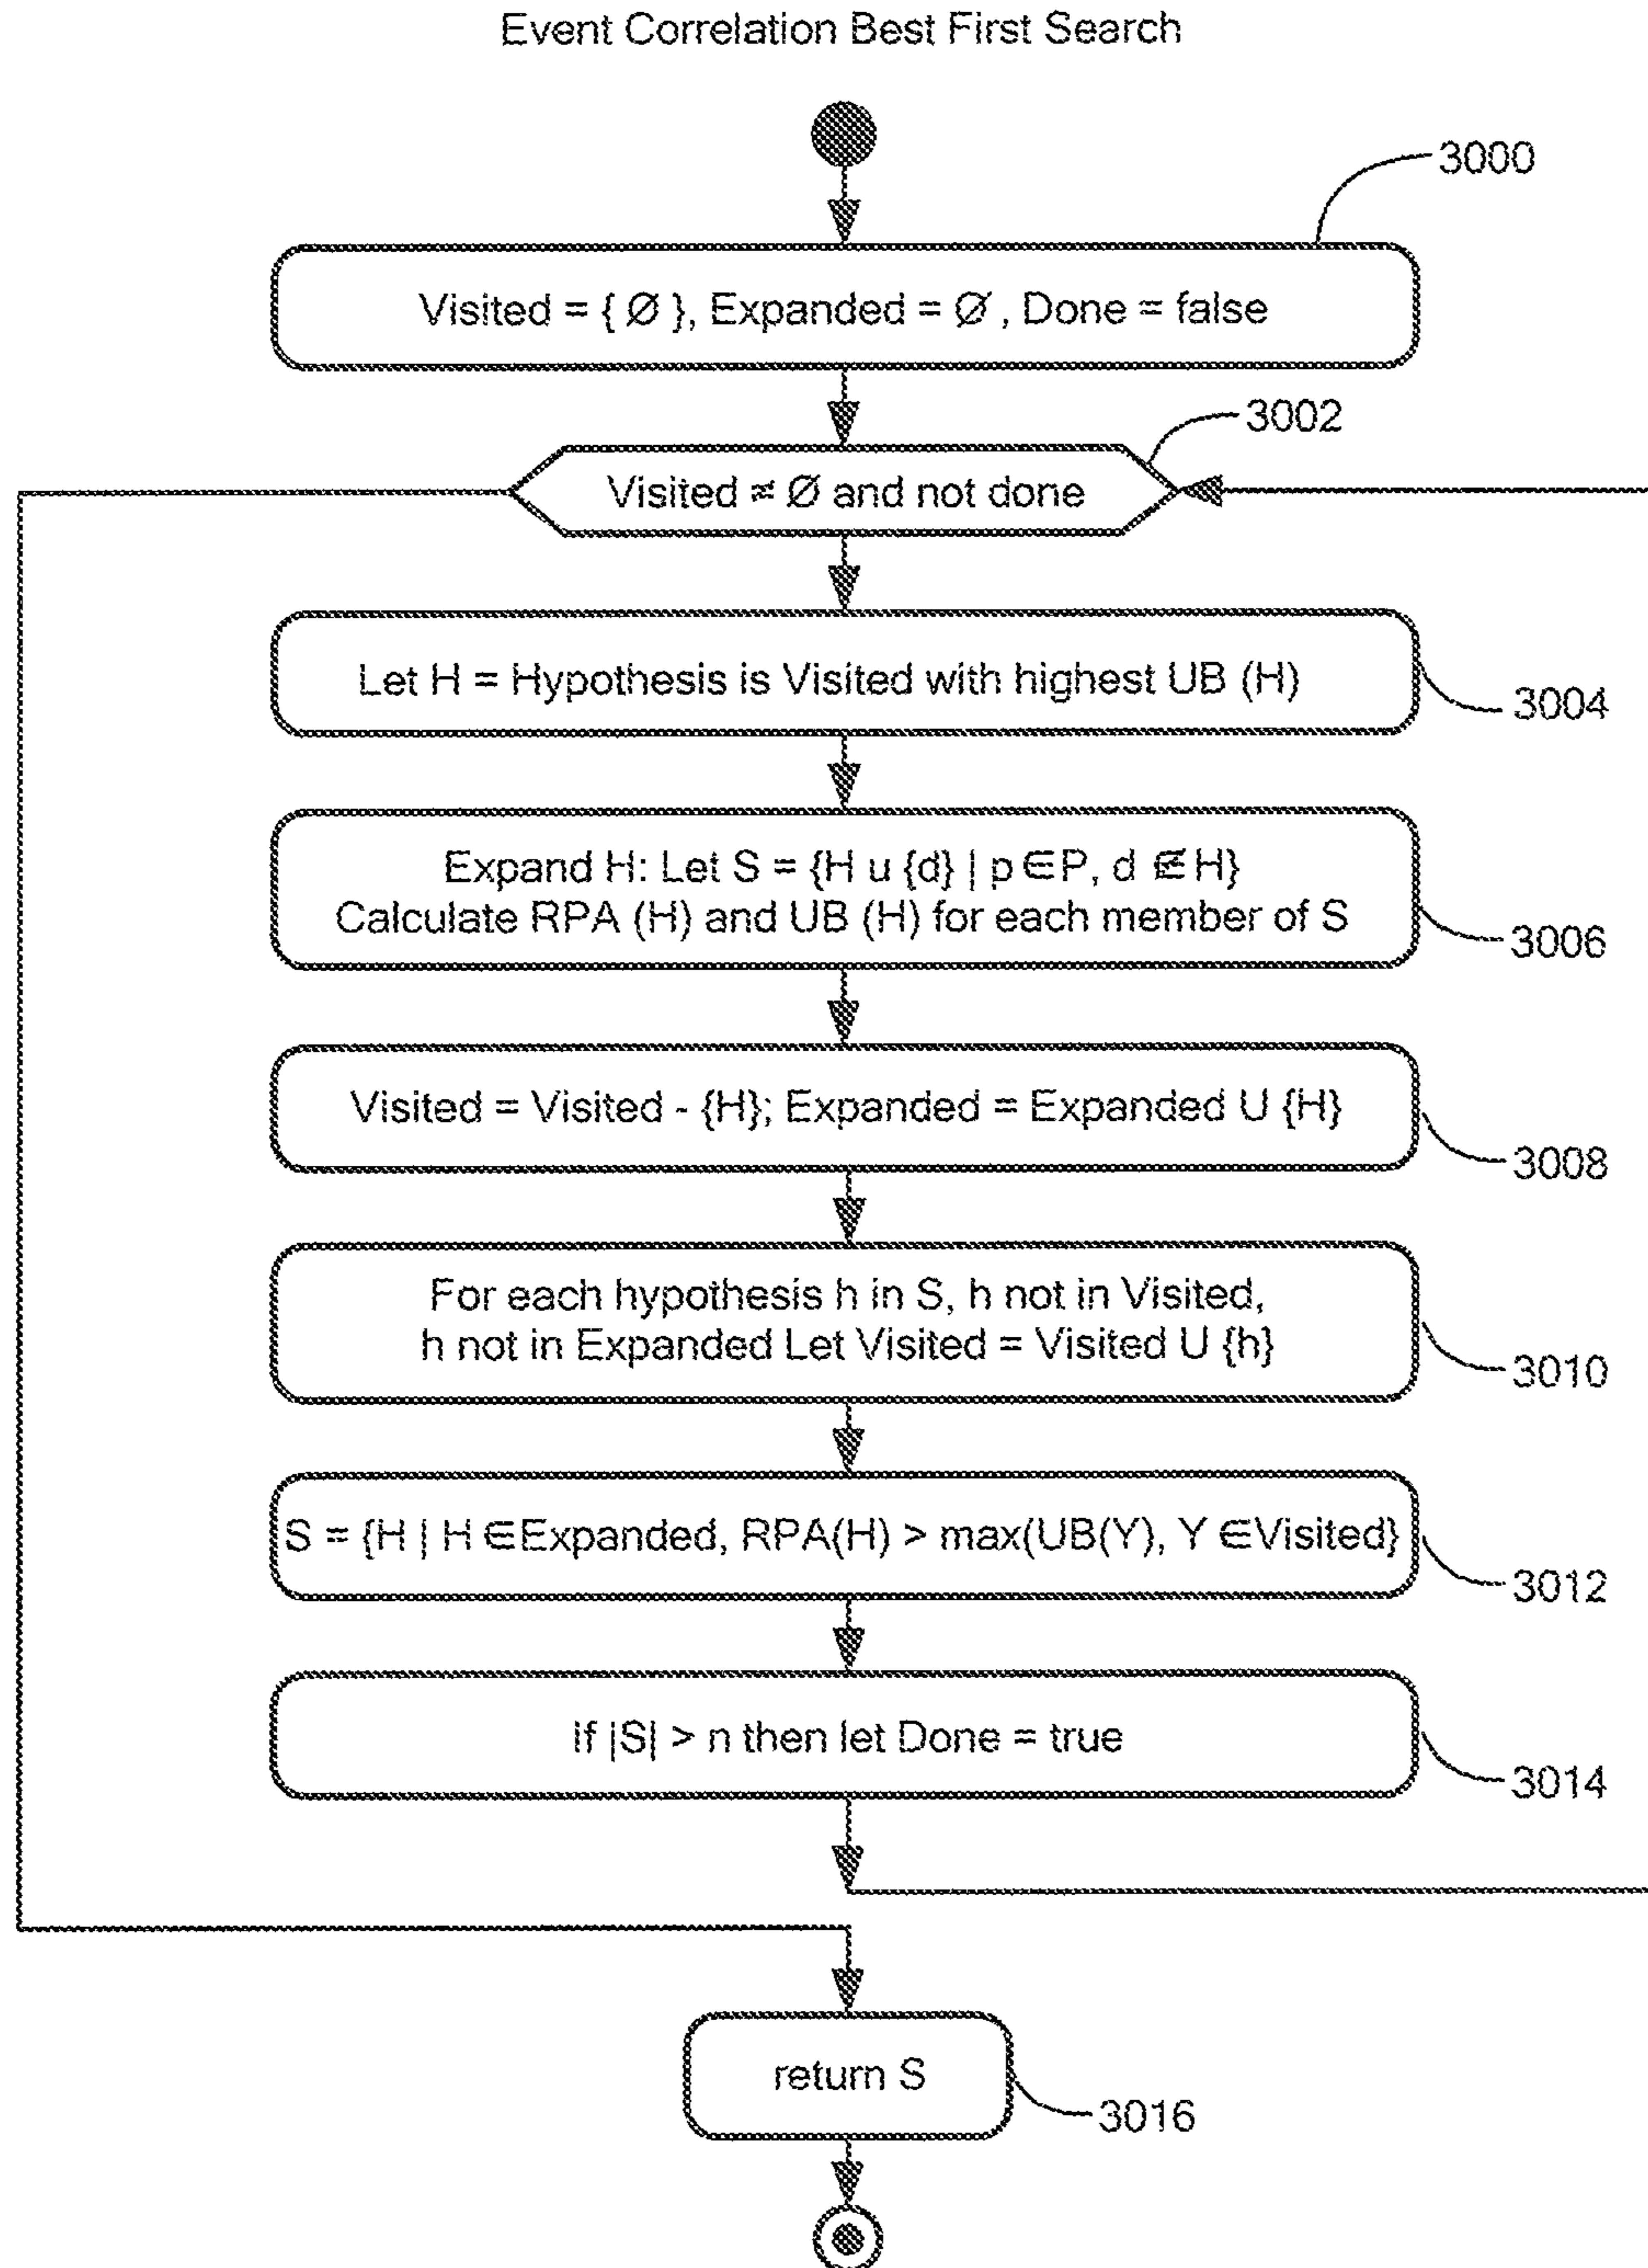 Event Correlation Best First Search
3000
Visited = { Ø }, Expanded = Ø , Done = false
3002
Visited ≠ Ø and not done
Let H = Hypothesis is Visited with highest UB (H)
3004
Expand H: Let S = {H u {d} | p ∈ P, d ∉ H}
Calculate RPA (H) and UB (H) for each member of S
3006
Visited = Visited - {H}; Expanded = Expanded U {H}
3008
For each hypothesis h in S, h not in Visited,
h not in Expanded Let Visited = Visited U {h}
3010
S = {H | H ∈Expanded, RPA(H) > max(UB(Y), Y ∈Visited}
3012
If |S| > n then let Done = true
3014
return S
3016